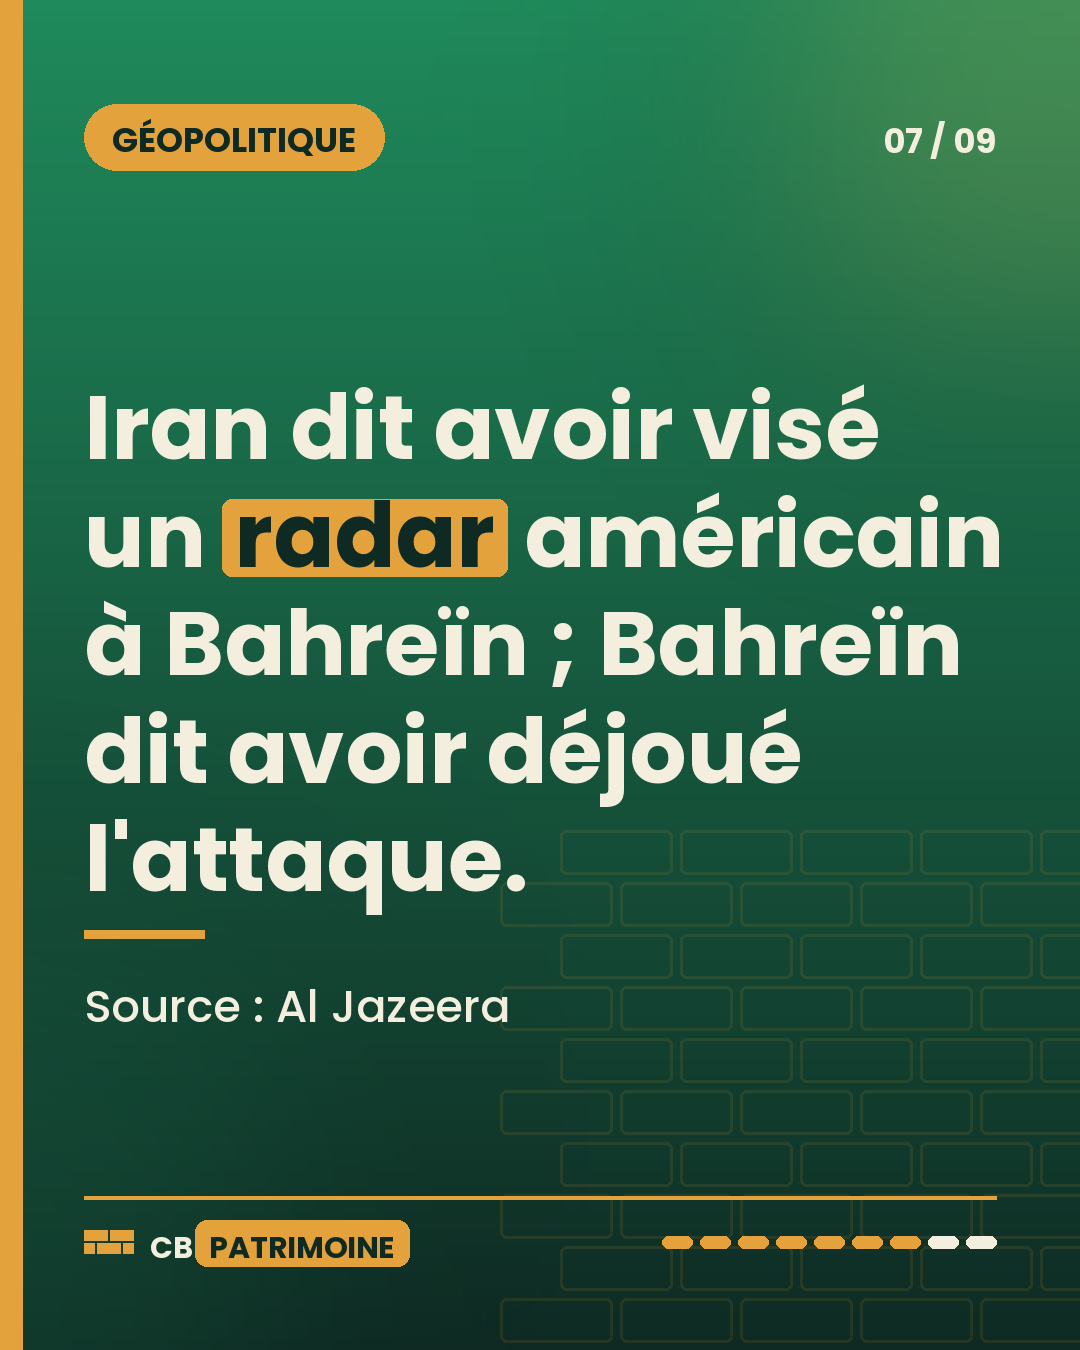 GÉOPOLITIQUE
07 / 09
Iran dit avoir visé
un radar américain
à Bahreïn ; Bahreïn
dit avoir déjoué
l'attaque.
Source : Al Jazeera
CB PATRIMOINE